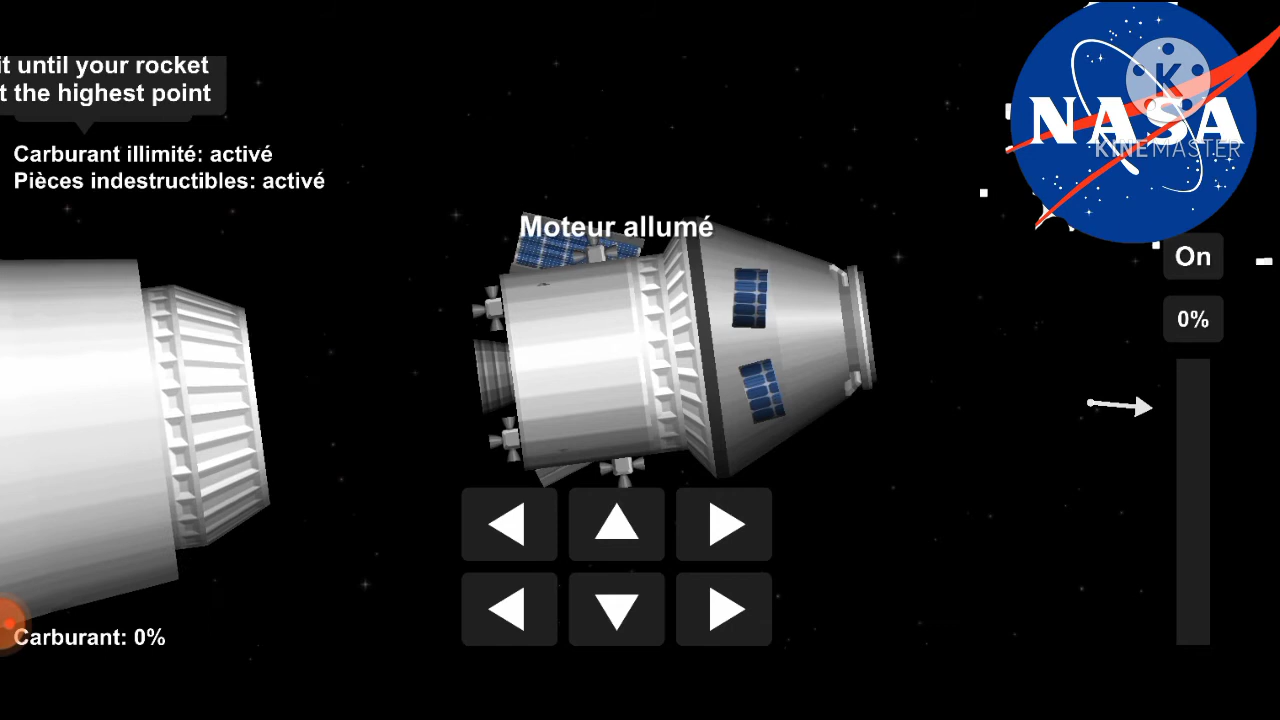 it until your rocket
t the highest point
Carburant illimité: activé
Pièces indestructibles: activé
Moteur allumé
NASA
K
KINEMASTER
On
0%
Carburant: 0%